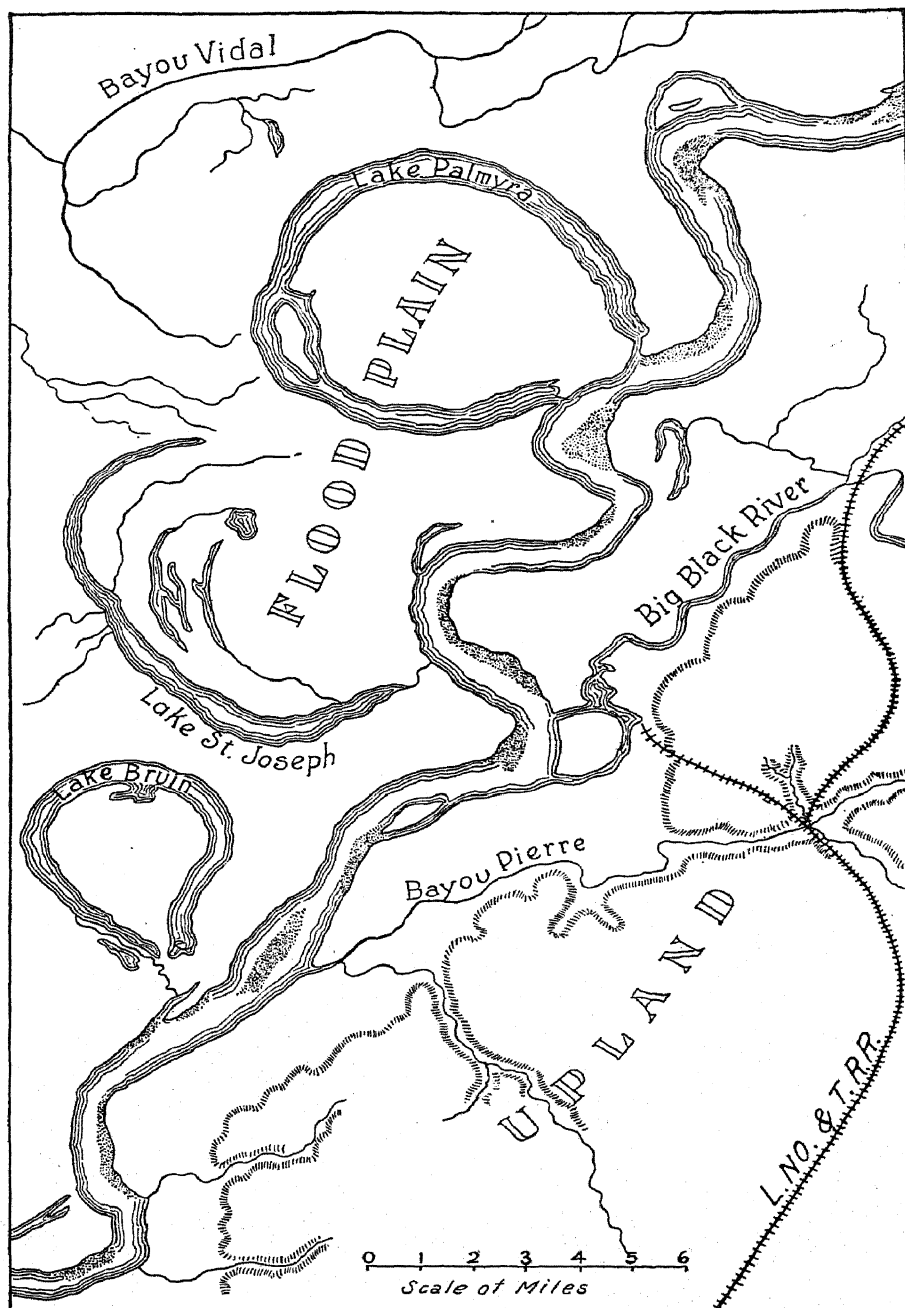 Bayou Vidal
Lake Palmyra
FLOOD PLAIN
Big Black River
Lake St. Joseph
Lake Bruin
Bayou Pierre
UPLAND
L. NO. & T. R.R.
0 1 2 3 4 5 6
Scale of Miles